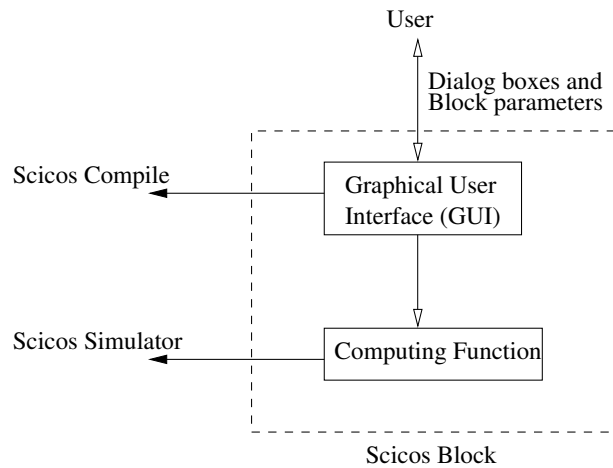 User
Dialog boxes and
Block parameters
Scicos Compile
Graphical User
Interface (GUI)
Scicos Simulator
Computing Function
Scicos Block